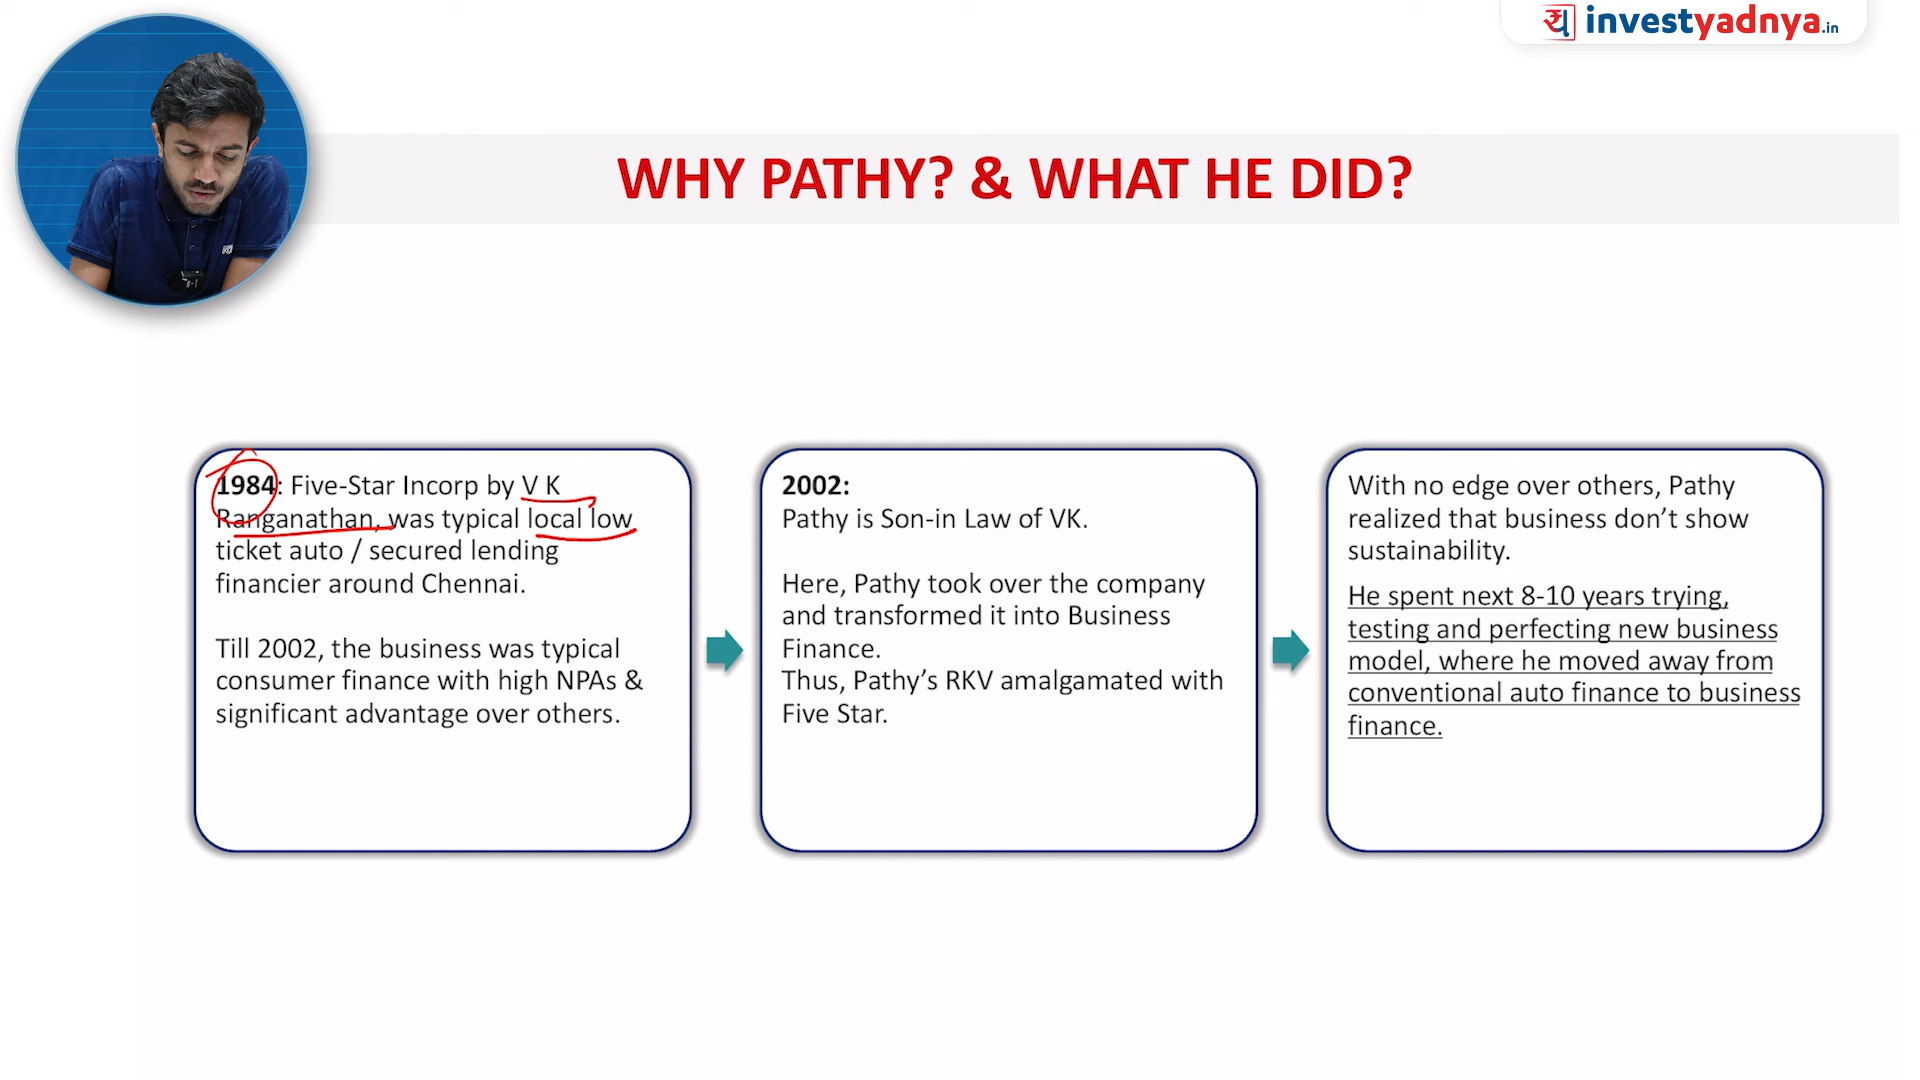 यं investyadnya.in
WHY PATHY? & WHAT HE DID?
1984: Five-Star Incorp by V K
Ranganathan, was typical local low
ticket auto / secured lending
financier around Chennai.
Till 2002, the business was typical
consumer finance with high NPAs &
significant advantage over others.
2002:
Pathy is Son-in Law of VK.
Here, Pathy took over the company
and transformed it into Business
Finance.
Thus, Pathy’s RKV amalgamated with
Five Star.
With no edge over others, Pathy
realized that business don’t show
sustainability.
He spent next 8-10 years trying,
testing and perfecting new business
model, where he moved away from
conventional auto finance to business
finance.